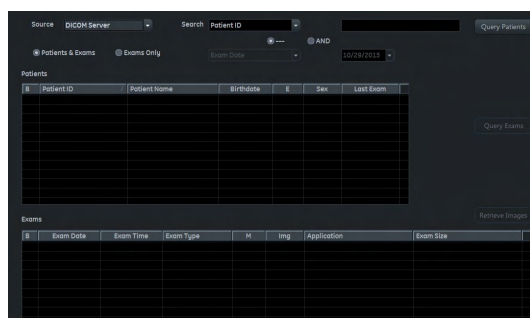 Source DICOM Server Search Patient ID Query Patients
--- AND
Patients & Exams Exams Only Exam Date 10/29/2015
Patients
B Patient ID / Patient Name Birthdate E Sex Last Exam
Query Exams
Retrieve Images
Exams
B Exam Date Exam Time Exam Type M Img Application Exam Size